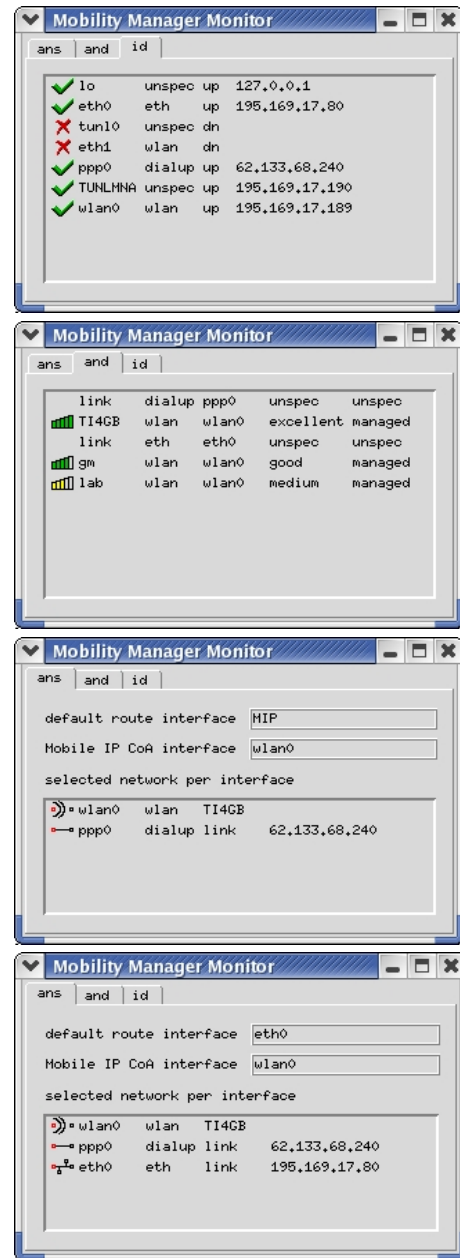 Mobility Manager Monitor
ans and id
lo unspec up 127.0.0.1
eth0 eth up 195.169.17.80
tunl0 unspec dn
eth1 wlan dn
ppp0 dialup up 62.133.68.240
TUNLMNA unspec up 195.169.17.190
wlan0 wlan up 195.169.17.189
Mobility Manager Monitor
ans and id
link dialup ppp0 unspec unspec
TI4GB wlan wlan0 excellent managed
link eth eth0 unspec unspec
gm wlan wlan0 good managed
lab wlan wlan0 medium managed
Mobility Manager Monitor
ans and id
default route interface MIP
Mobile IP CoA interface wlan0
selected network per interface
wlan0 wlan TI4GB
ppp0 dialup link 62.133.68.240
Mobility Manager Monitor
ans and id
default route interface eth0
Mobile IP CoA interface wlan0
selected network per interface
wlan0 wlan TI4GB
ppp0 dialup link 62.133.68.240
eth0 eth link 195.169.17.80